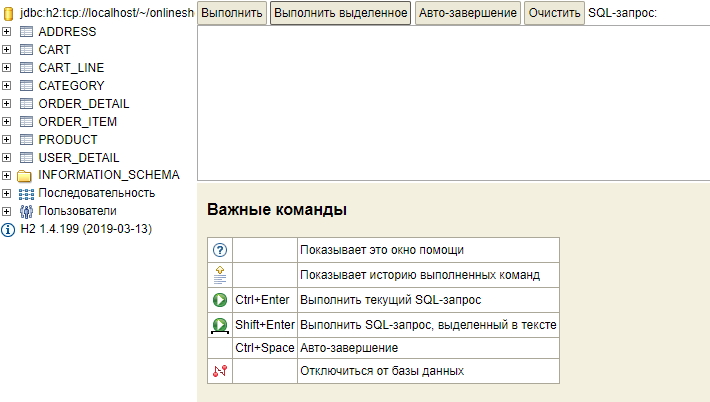 jdbc:h2:tcp://localhost/~/onlinesh
ADDRESS
CART
CART_LINE
CATEGORY
ORDER_DETAIL
ORDER_ITEM
PRODUCT
USER_DETAIL
INFORMATION_SCHEMA
Последовательность
Пользователи
H2 1.4.199 (2019-03-13)
Выполнить Выполнить выделенное Авто-завершение Очистить SQL-запрос:
Важные команды
Показывает это окно помощи
Показывает историю выполненных команд
Ctrl+Enter Выполнить текущий SQL-запрос
Shift+Enter Выполнить SQL-запрос, выделенный в тексте
Ctrl+Space Авто-завершение
Отключиться от базы данных